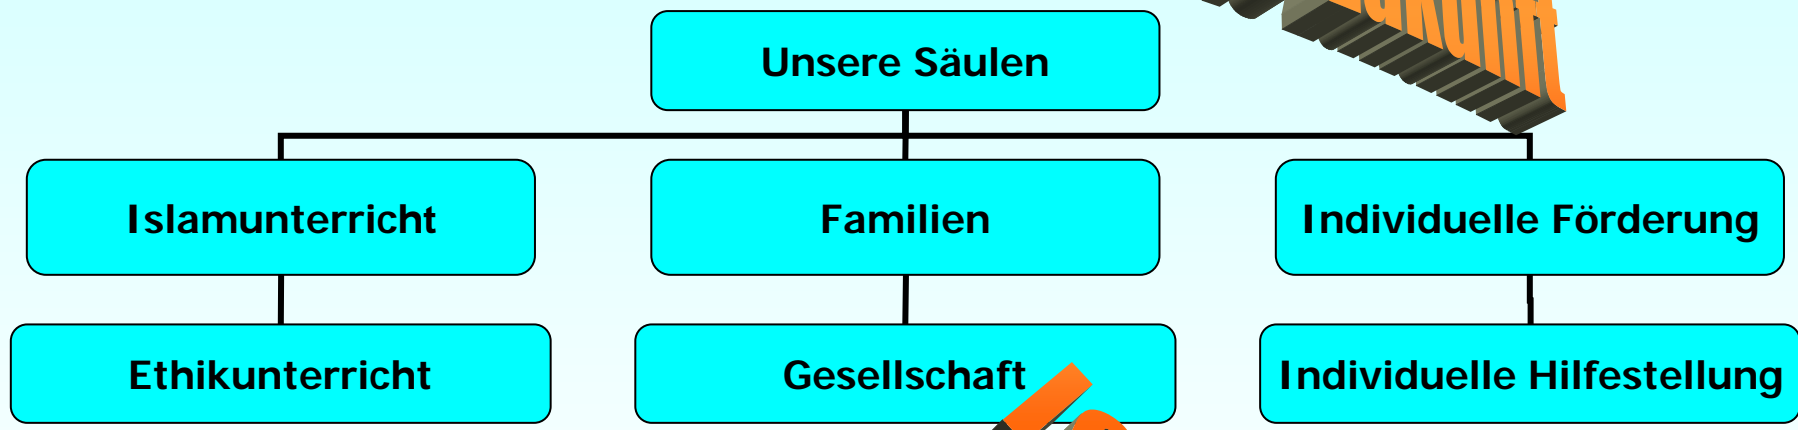 Unsere Säulen
Islamunterricht
Familien
Individuelle Förderung
Ethikunterricht
Gesellschaft
Individuelle Hilfestellung